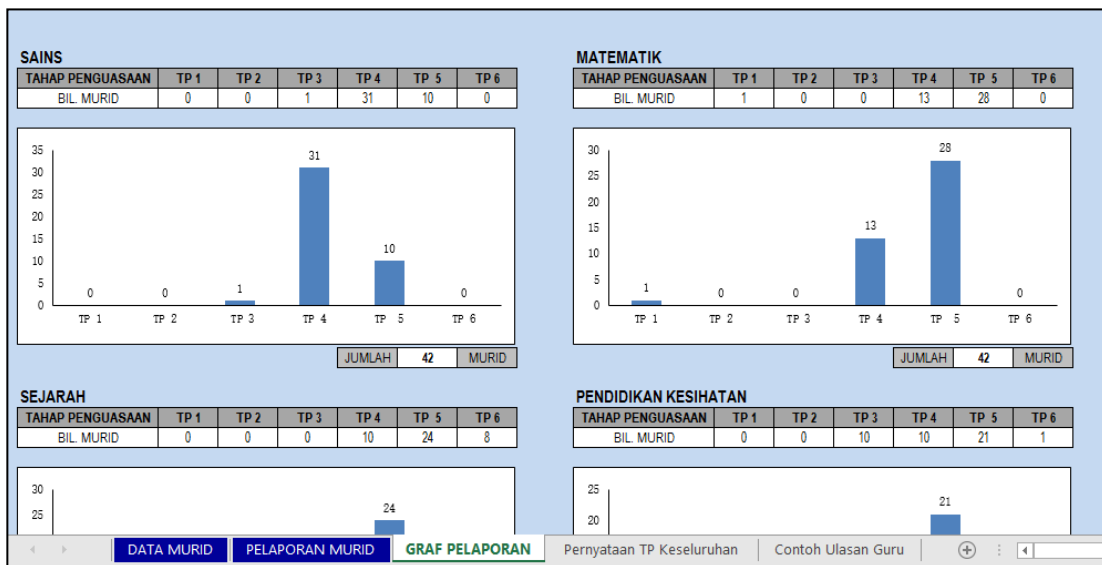 SAINS
TAHAP PENGUASAAN TP 1 TP 2 TP 3 TP 4 TP 5 TP 6
BIL. MURID 0 0 1 31 10 0
35
30
25
20
15
10
5
0
0 0 1 31 10 0
TP 1 TP 2 TP 3 TP 4 TP 5 TP 6
JUMLAH 42 MURID
MATEMATIK
TAHAP PENGUASAAN TP 1 TP 2 TP 3 TP 4 TP 5 TP 6
BIL. MURID 1 0 0 13 28 0
30
25
20
15
10
5
0
1 0 0 13 28 0
TP 1 TP 2 TP 3 TP 4 TP 5 TP 6
JUMLAH 42 MURID
SEJARAH
TAHAP PENGUASAAN TP 1 TP 2 TP 3 TP 4 TP 5 TP 6
BIL. MURID 0 0 0 10 24 8
30
25
24
PENDIDIKAN KESIHATAN
TAHAP PENGUASAAN TP 1 TP 2 TP 3 TP 4 TP 5 TP 6
BIL. MURID 0 0 10 10 21 1
25
20
21
DATA MURID PELAPORAN MURID GRAF PELAPORAN Pernyataan TP Keseluruhan Contoh Ulasan Guru